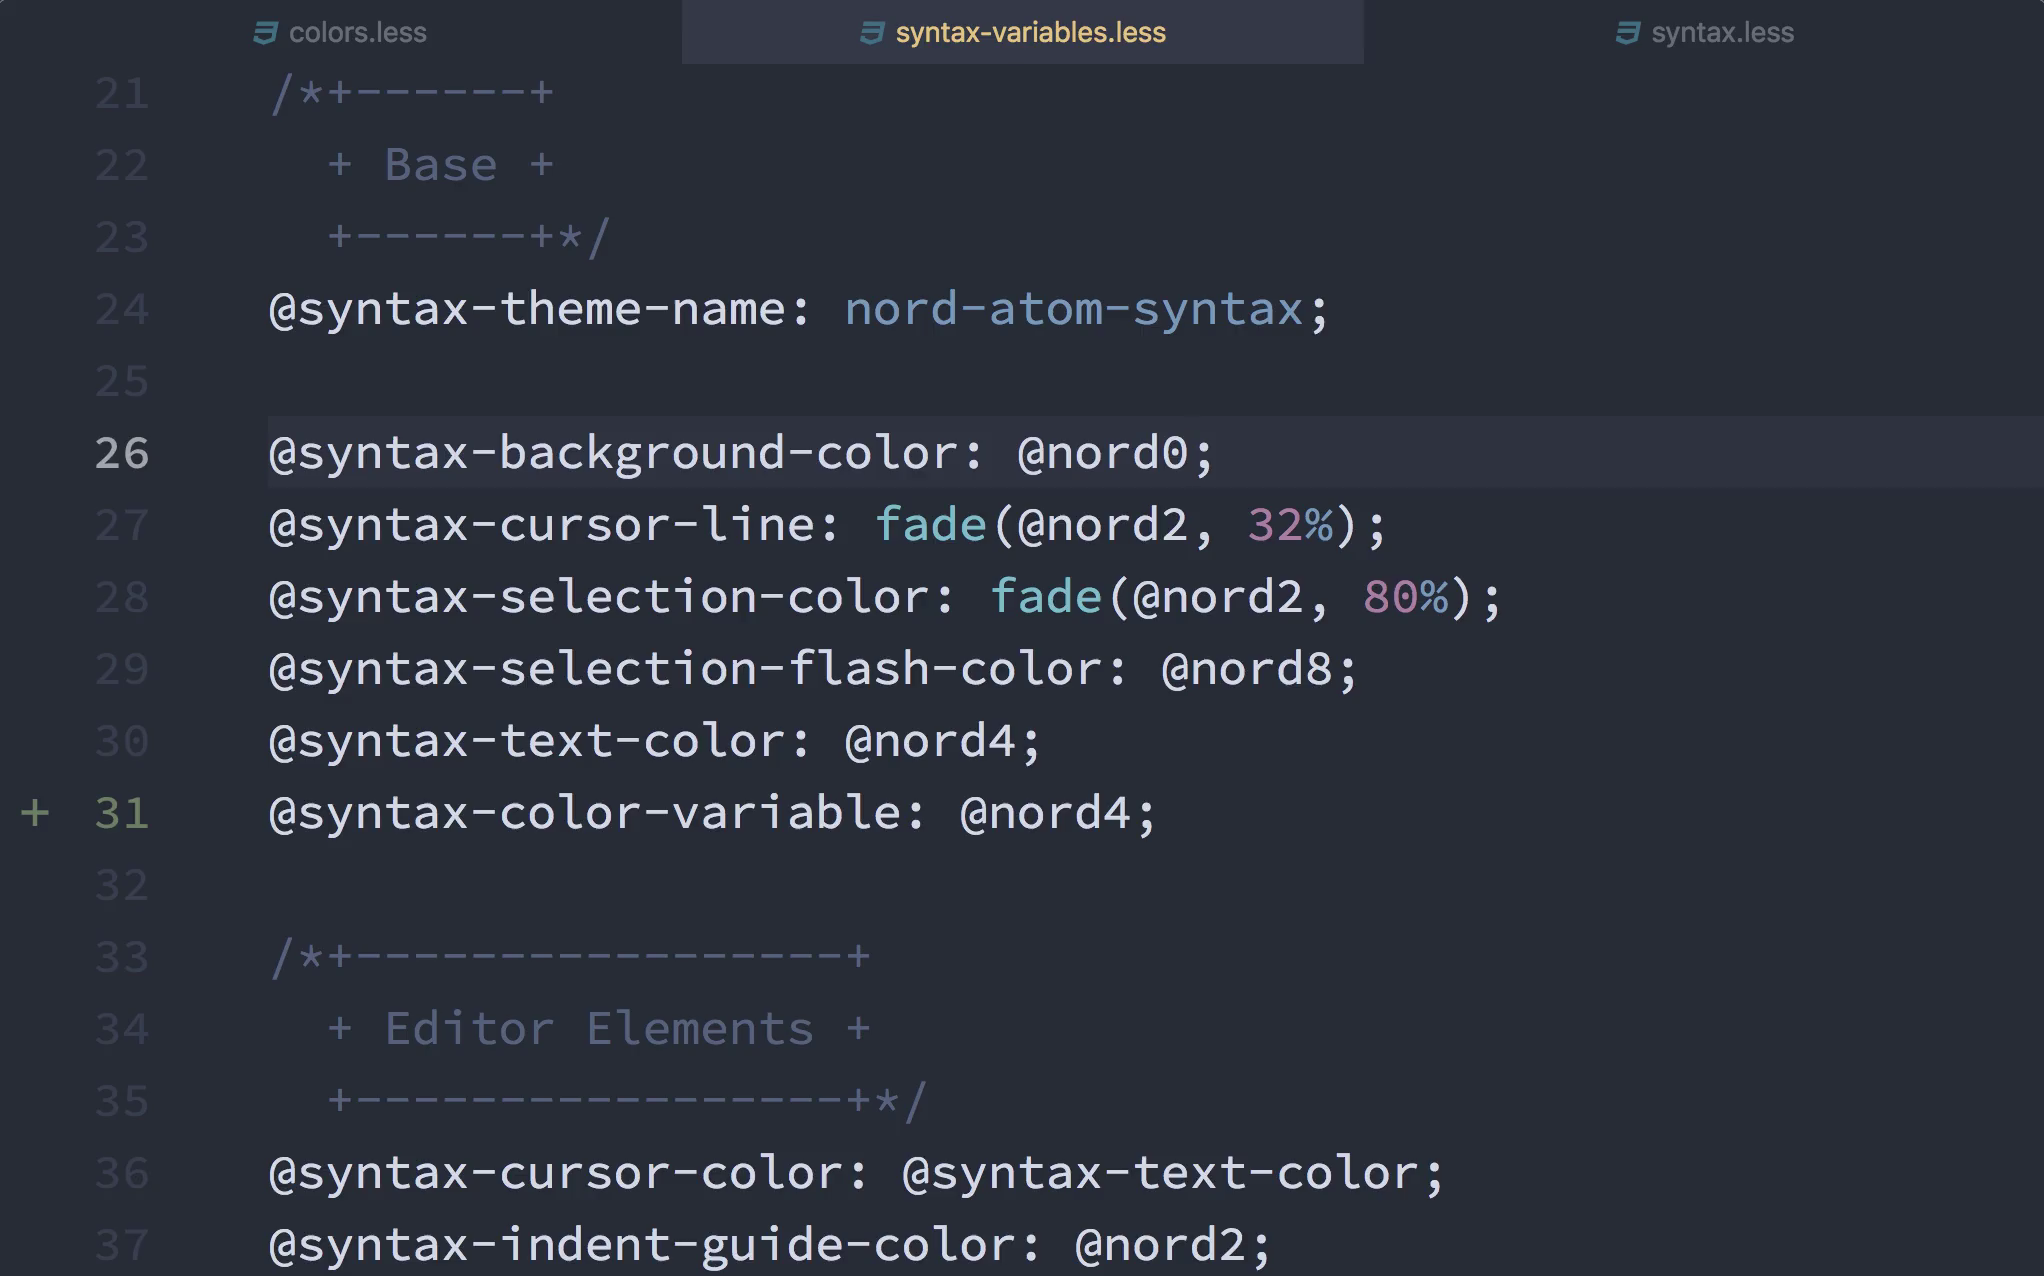 colors.less
syntax-variables.less
syntax.less
21 /*+------+
22 + Base +
23 +------+*/
24 @syntax-theme-name: nord-atom-syntax;
25
26 @syntax-background-color: @nord0;
27 @syntax-cursor-line: fade(@nord2, 32%);
28 @syntax-selection-color: fade(@nord2, 80%);
29 @syntax-selection-flash-color: @nord8;
30 @syntax-text-color: @nord4;
+ 31 @syntax-color-variable: @nord4;
32
33 /*+-----------------+
34 + Editor Elements +
35 +-----------------+*/
36 @syntax-cursor-color: @syntax-text-color;
37 @syntax-indent-guide-color: @nord2;